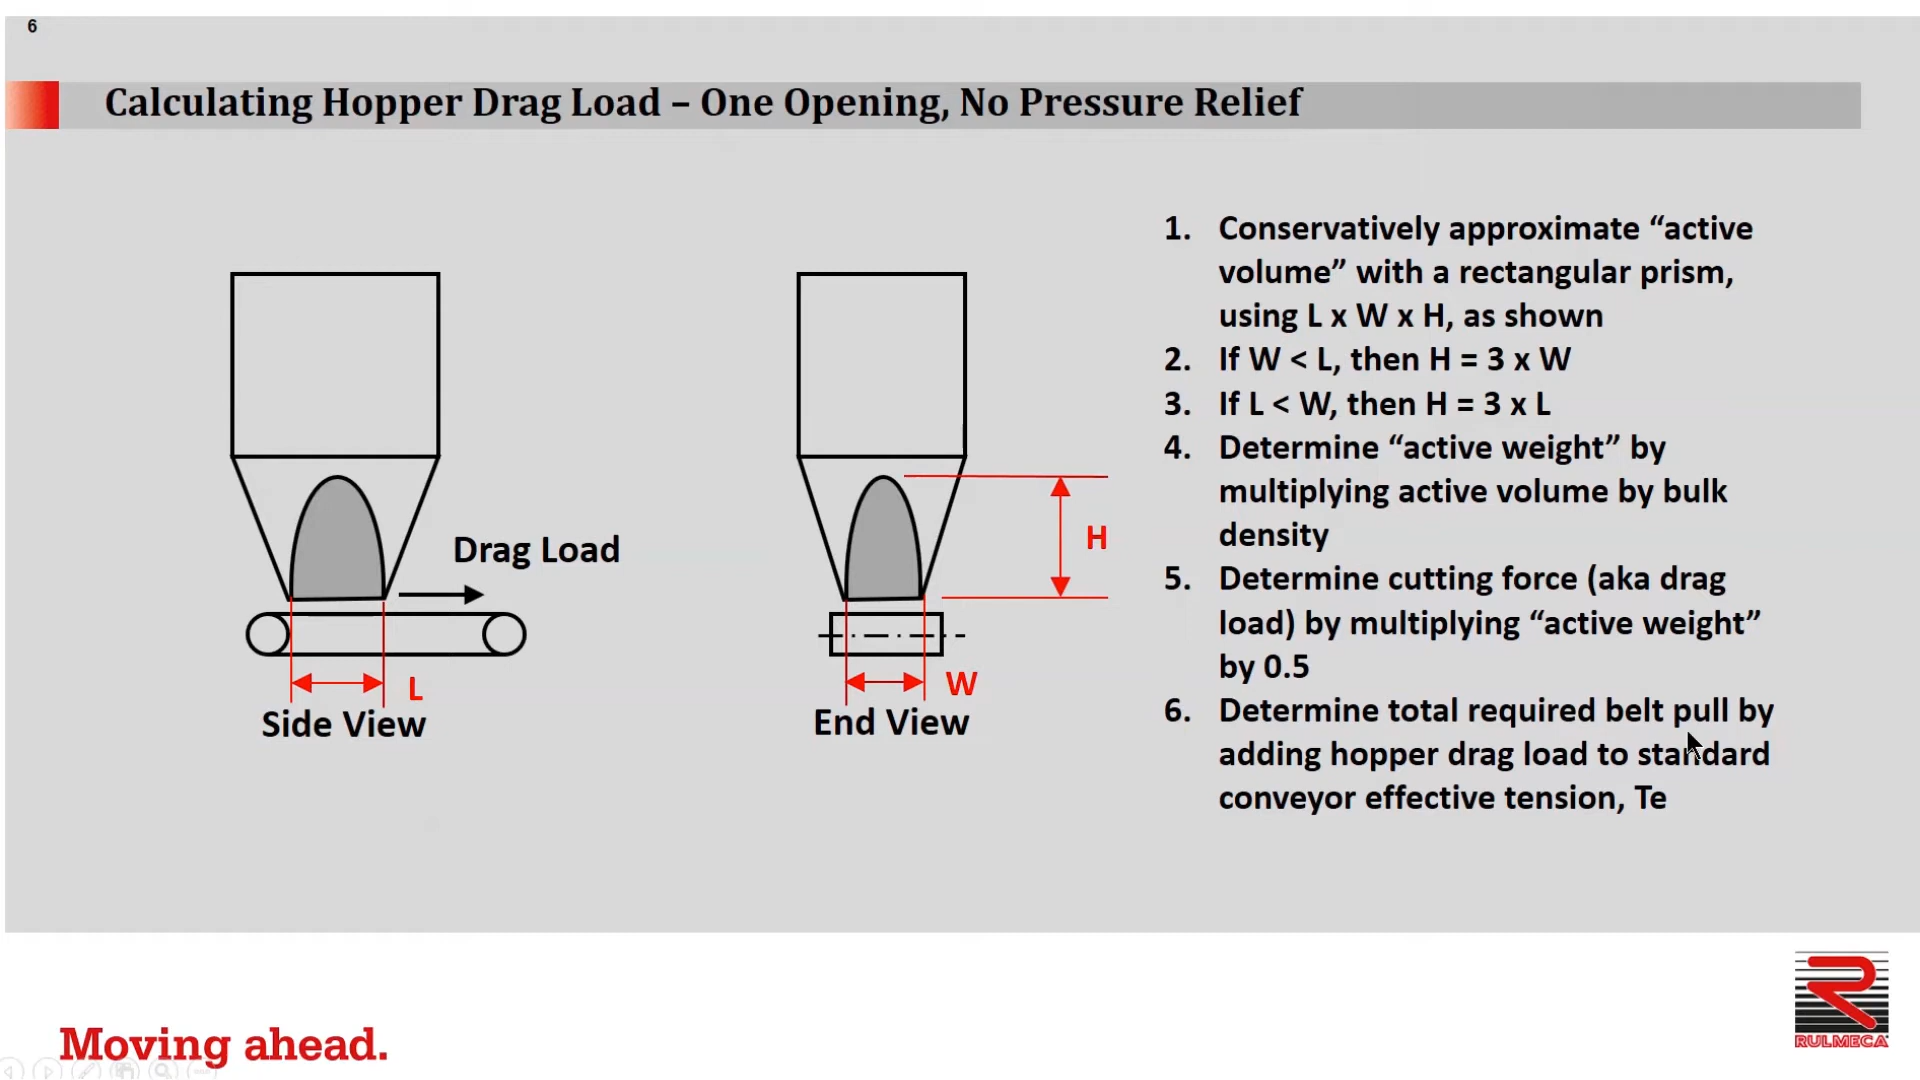 6
Calculating Hopper Drag Load – One Opening, No Pressure Relief
Drag Load
L
Side View
H
W
End View
1. Conservatively approximate “active
volume” with a rectangular prism,
using L x W x H, as shown
2. If W < L, then H = 3 x W
3. If L < W, then H = 3 x L
4. Determine “active weight” by
multiplying active volume by bulk
density
5. Determine cutting force (aka drag
load) by multiplying “active weight”
by 0.5
6. Determine total required belt pull by
adding hopper drag load to standard
conveyor effective tension, Te
Moving ahead.
RULMECA